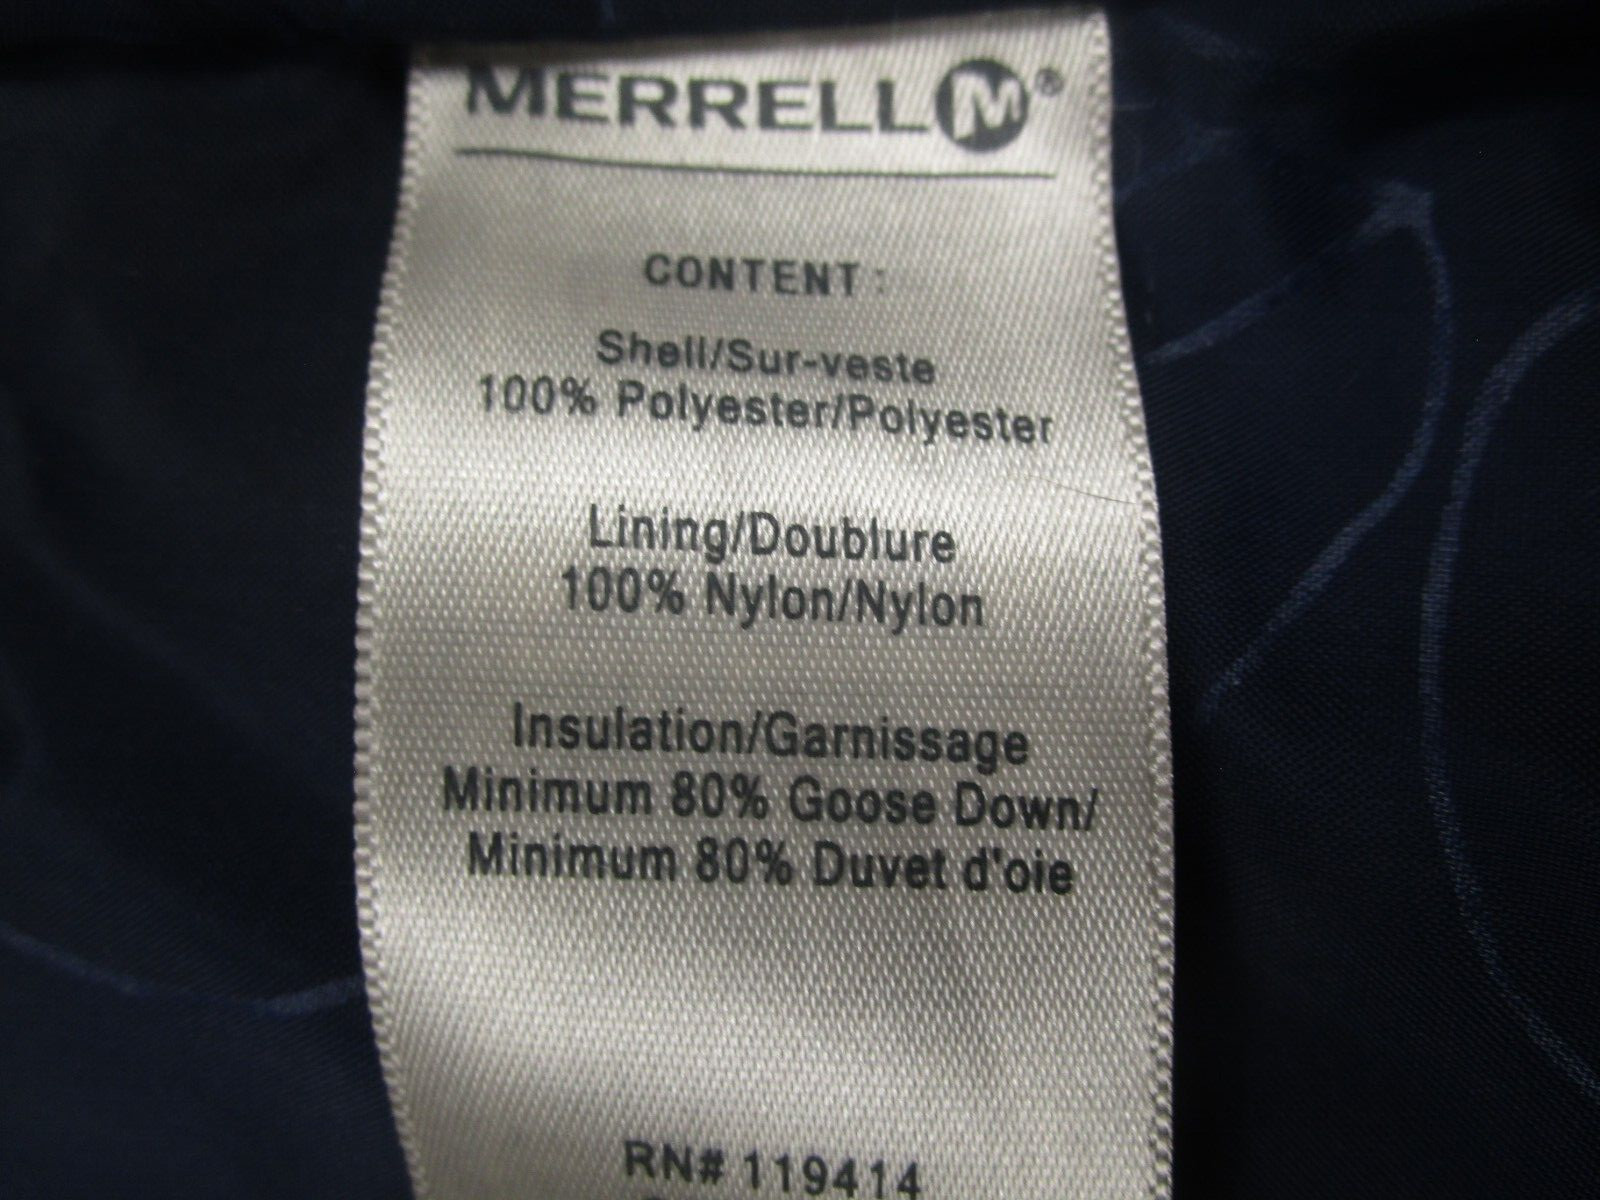 MERRELL M®
CONTENT :
Shell/Sur-veste
100% Polyester/Polyester
Lining/Doublure
100% Nylon/Nylon
Insulation/Garnissage
Minimum 80% Goose Down/
Minimum 80% Duvet d'oie
RN# 119414